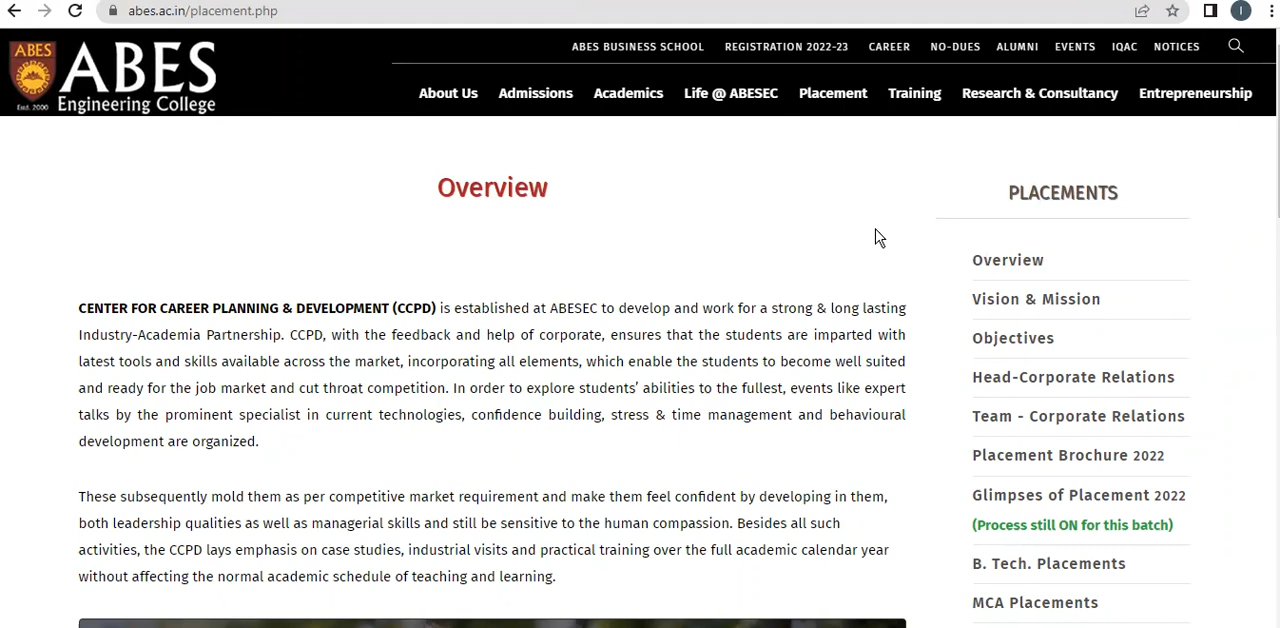 abes.ac.in/placement.php
I
ABES
Estd. 2000
ABES
Engineering College
ABES BUSINESS SCHOOL REGISTRATION 2022-23 CAREER NO-DUES ALUMNI EVENTS IQAC NOTICES
About Us Admissions Academics Life @ ABESEC Placement Training Research & Consultancy Entrepreneurship
Overview
CENTER FOR CAREER PLANNING & DEVELOPMENT (CCPD) is established at ABESEC to develop and work for a strong & long lasting
Industry-Academia Partnership. CCPD, with the feedback and help of corporate, ensures that the students are imparted with
latest tools and skills available across the market, incorporating all elements, which enable the students to become well suited
and ready for the job market and cut throat competition. In order to explore students' abilities to the fullest, events like expert
talks by the prominent specialist in current technologies, confidence building, stress & time management and behavioural
development are organized.
These subsequently mold them as per competitive market requirement and make them feel confident by developing in them,
both leadership qualities as well as managerial skills and still be sensitive to the human compassion. Besides all such
activities, the CCPD lays emphasis on case studies, industrial visits and practical training over the full academic calendar year
without affecting the normal academic schedule of teaching and learning.
PLACEMENTS
Overview
Vision & Mission
Objectives
Head-Corporate Relations
Team - Corporate Relations
Placement Brochure 2022
Glimpses of Placement 2022
(Process still ON for this batch)
B. Tech. Placements
MCA Placements